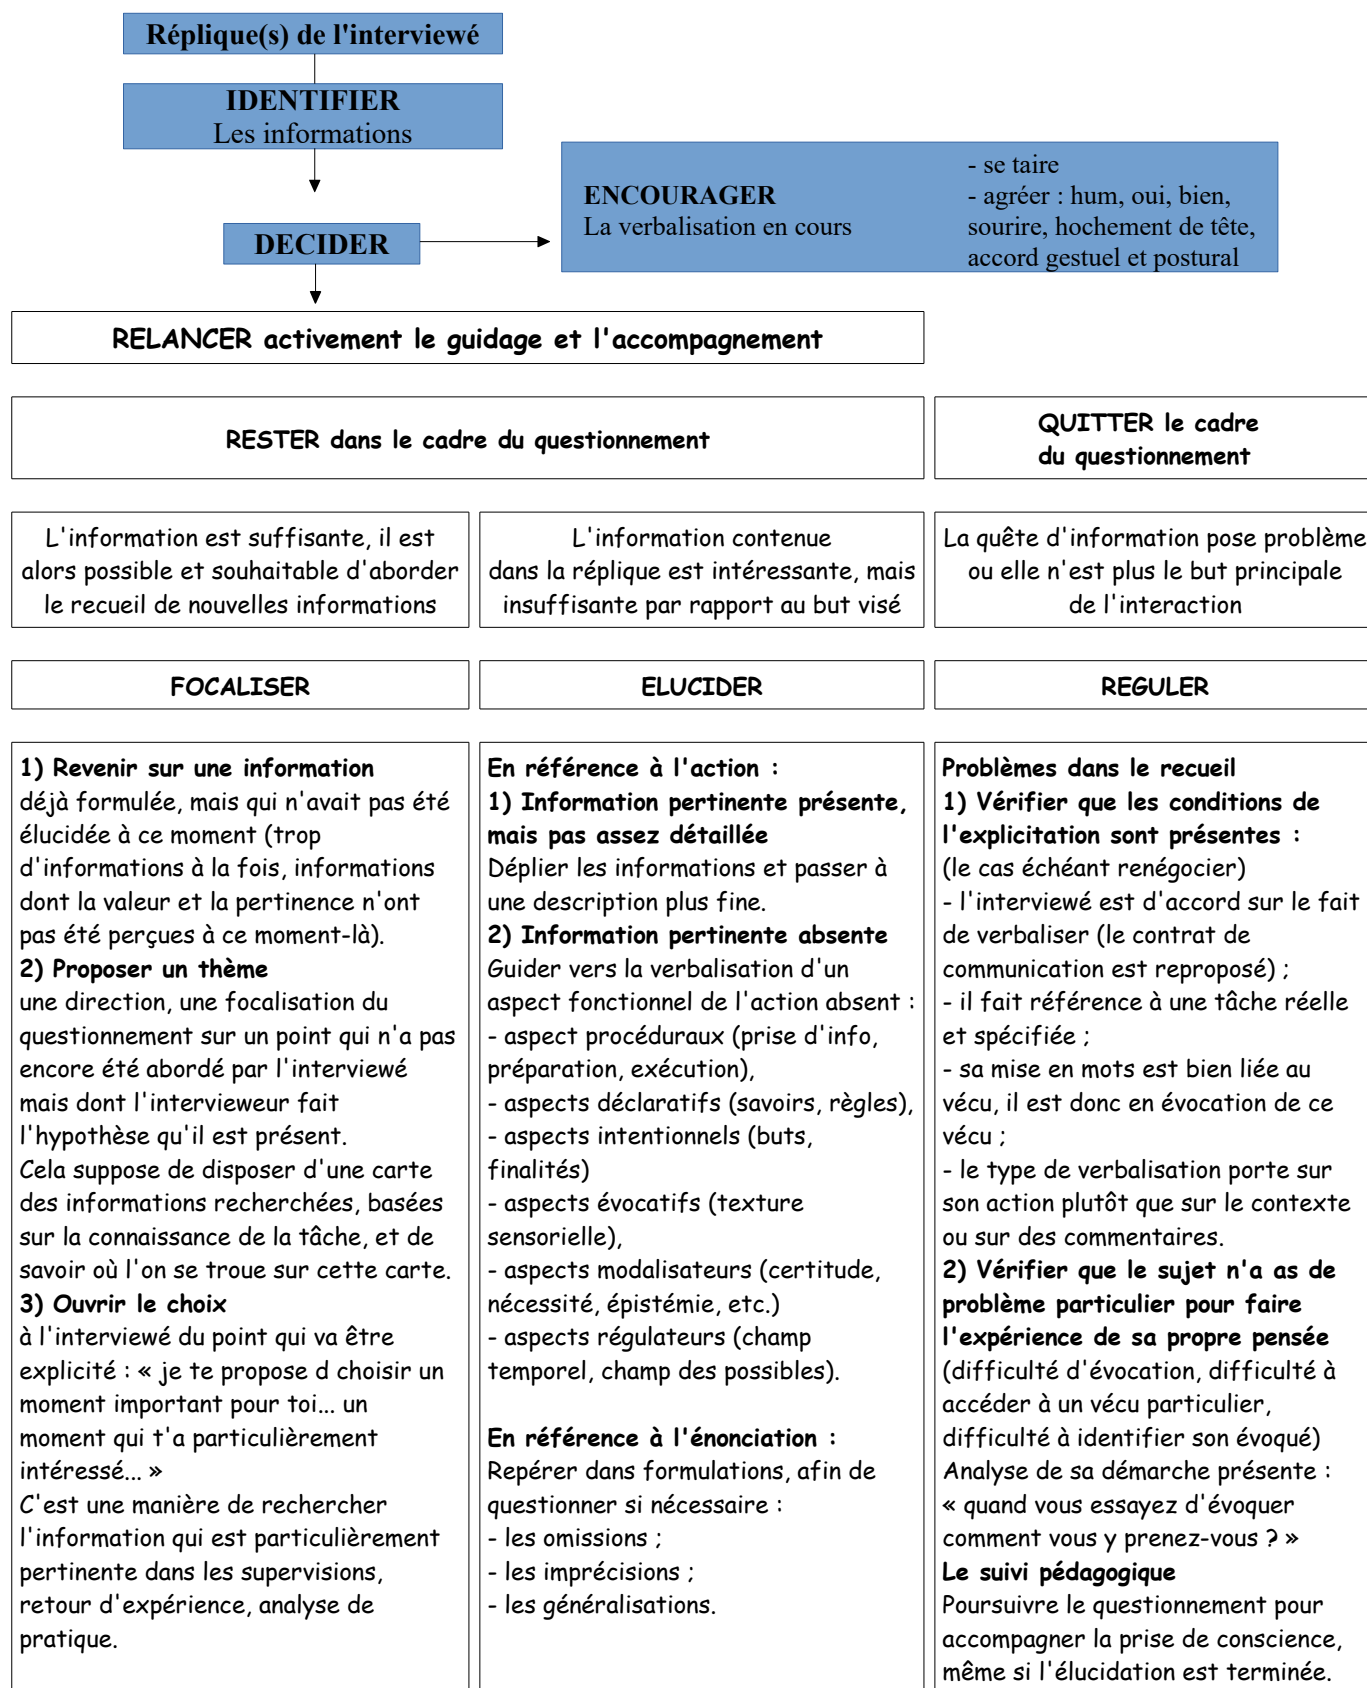 Réplique(s) de l'interviewé
IDENTIFIER
Les informations
DECIDER
ENCOURAGER
La verbalisation en cours
- se taire
- agréer : hum, oui, bien,
sourire, hochement de tête,
accord gestuel et postural
RELANCER activement le guidage et l'accompagnement
RESTER dans le cadre du questionnement
QUITTER le cadre
du questionnement
L'information est suffisante, il est
alors possible et souhaitable d'aborder
le recueil de nouvelles informations
L'information contenue
dans la réplique est intéressante, mais
insuffisante par rapport au but visé
La quête d'information pose problème
ou elle n'est plus le but principale
de l'interaction
FOCALISER
ELUCIDER
REGULER
1) Revenir sur une information
déjà formulée, mais qui n'avait pas été
élucidée à ce moment (trop
d'informations à la fois, informations
dont la valeur et la pertinence n'ont
pas été perçues à ce moment-là).
2) Proposer un thème
une direction, une focalisation du
questionnement sur un point qui n'a pas
encore été abordé par l'interviewé
mais dont l'intervieweur fait
l'hypothèse qu'il est présent.
Cela suppose de disposer d'une carte
des informations recherchées, basées
sur la connaissance de la tâche, et de
savoir où l'on se troue sur cette carte.
3) Ouvrir le choix
à l'interviewé du point qui va être
explicité : « je te propose d choisir un
moment important pour toi... un
moment qui t'a particulièrement
intéressé... »
C'est une manière de rechercher
l'information qui est particulièrement
pertinente dans les supervisions,
retour d'expérience, analyse de
pratique.
En référence à l'action :
1) Information pertinente présente,
mais pas assez détaillée
Déplier les informations et passer à
une description plus fine.
2) Information pertinente absente
Guider vers la verbalisation d'un
aspect fonctionnel de l'action absent :
- aspect procéduraux (prise d'info,
préparation, exécution),
- aspects déclaratifs (savoirs, règles),
- aspects intentionnels (buts,
finalités)
- aspects évocatifs (texture
sensorielle),
- aspects modalisateurs (certitude,
nécessité, épistémie, etc.)
- aspects régulateurs (champ
temporel, champ des possibles).
En référence à l'énonciation :
Repérer dans formulations, afin de
questionner si nécessaire :
- les omissions ;
- les imprécisions ;
- les généralisations.
Problèmes dans le recueil
1) Vérifier que les conditions de
l'explicitation sont présentes :
(le cas échéant renégocier)
- l'interviewé est d'accord sur le fait
de verbaliser (le contrat de
communication est reproposé) ;
- il fait référence à une tâche réelle
et spécifiée ;
- sa mise en mots est bien liée au
vécu, il est donc en évocation de ce
vécu ;
- le type de verbalisation porte sur
son action plutôt que sur le contexte
ou sur des commentaires.
2) Vérifier que le sujet n'a as de
problème particulier pour faire
l'expérience de sa propre pensée
(difficulté d'évocation, difficulté à
accéder à un vécu particulier,
difficulté à identifier son évoqué)
Analyse de sa démarche présente :
« quand vous essayez d'évoquer
comment vous y prenez-vous ? »
Le suivi pédagogique
Poursuivre le questionnement pour
accompagner la prise de conscience,
même si l'élucidation est terminée.